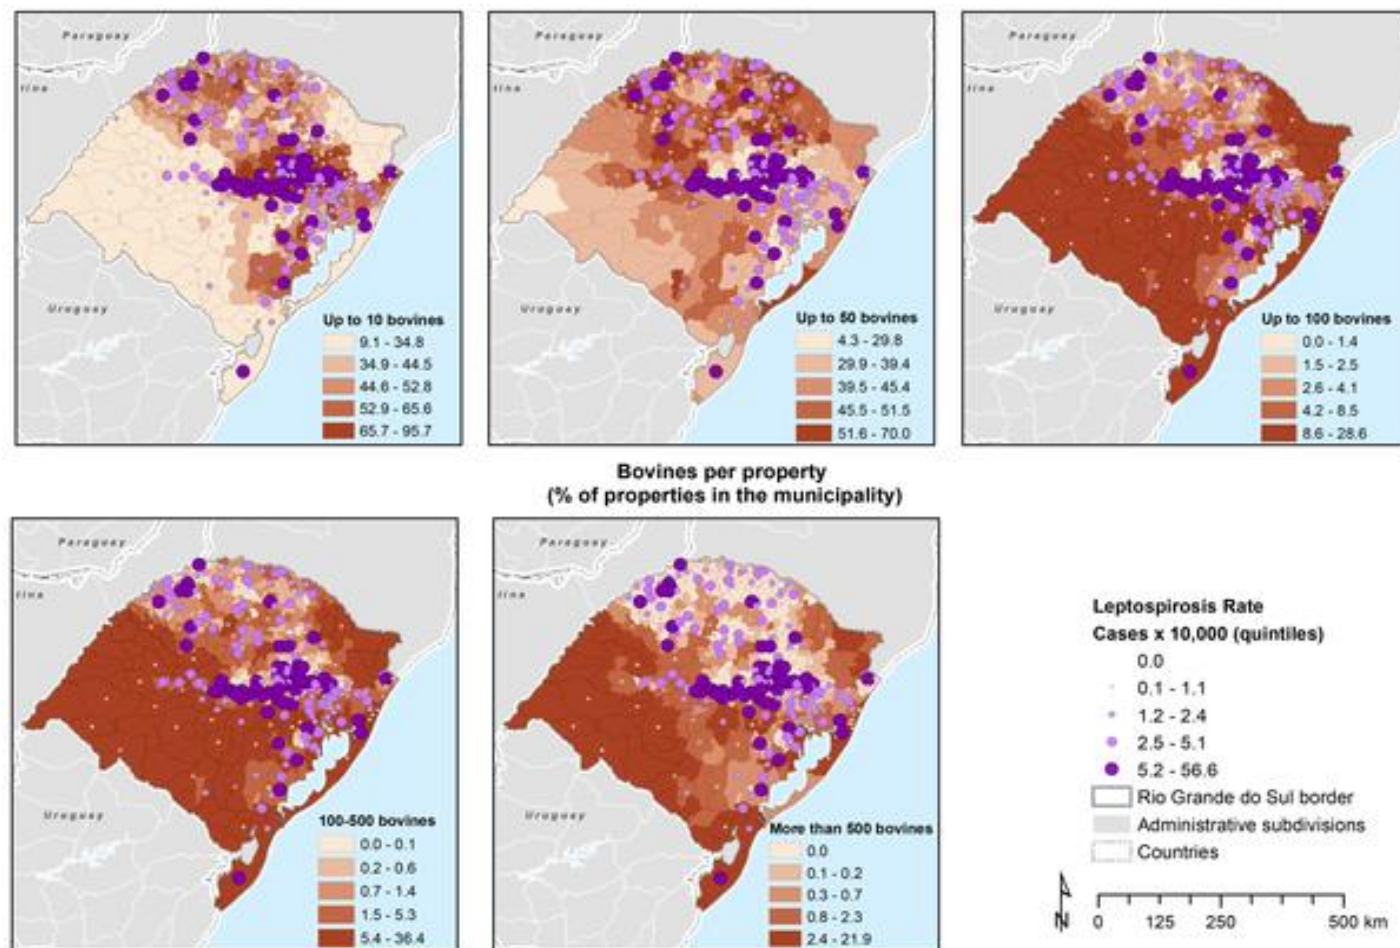 Paraguay
tina
Uruguay
Up to 10 bovines
9.1 - 34.8
34.9 - 44.5
44.6 - 52.8
52.9 - 65.6
65.7 - 95.7
Paraguay
tina
Uruguay
Up to 50 bovines
4.3 - 29.8
29.9 - 39.4
39.5 - 45.4
45.5 - 51.5
51.6 - 70.0
Paraguay
tina
Uruguay
Up to 100 bovines
0.0 - 1.4
1.5 - 2.5
2.6 - 4.1
4.2 - 8.5
8.6 - 28.6
Bovines per property
(% of properties in the municipality)
Paraguay
tina
Uruguay
100-500 bovines
0.0 - 0.1
0.2 - 0.6
0.7 - 1.4
1.5 - 5.3
5.4 - 36.4
Paraguay
tina
Uruguay
More than 500 bovines
0.0
0.1 - 0.2
0.3 - 0.7
0.8 - 2.3
2.4 - 21.9
Leptospirosis Rate
Cases x 10,000 (quintiles)
0.0
0.1 - 1.1
1.2 - 2.4
2.5 - 5.1
5.2 - 56.6
Rio Grande do Sul border
Administrative subdivisions
Countries
N
0 125 250 500 km